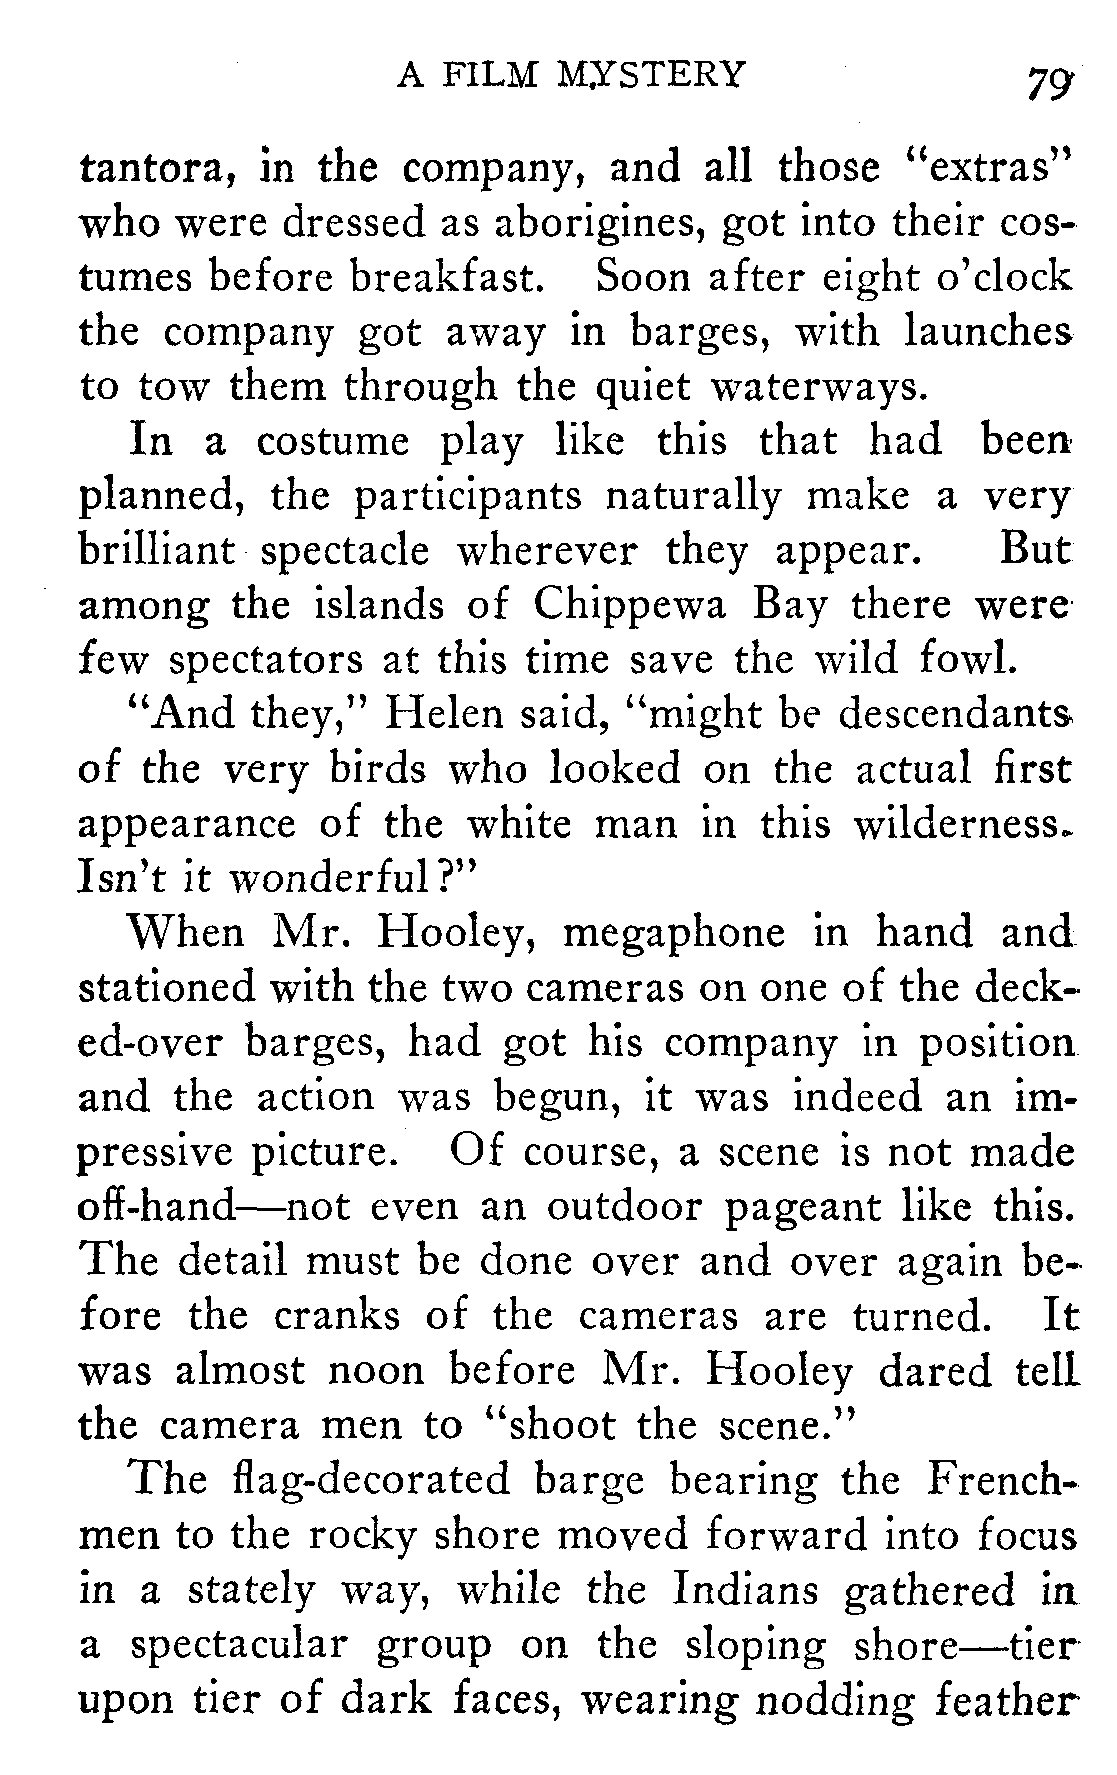 A FILM MYSTERY 79
tantora, in the company, and all those "extras"
who were dressed as aborigines, got into their cos-
tumes before breakfast. Soon after eight o'clock
the company got away in barges, with launches
to tow them through the quiet waterways.
In a costume play like this that had been
planned, the participants naturally make a very
brilliant spectacle wherever they appear. But
among the islands of Chippewa Bay there were
few spectators at this time save the wild fowl.
"And they," Helen said, "might be descendants
of the very birds who looked on the actual first
appearance of the white man in this wilderness.
Isn't it wonderful?"
When Mr. Hooley, megaphone in hand and
stationed with the two cameras on one of the deck-
ed-over barges, had got his company in position
and the action was begun, it was indeed an im-
pressive picture. Of course, a scene is not made
off-hand—not even an outdoor pageant like this.
The detail must be done over and over again be-
fore the cranks of the cameras are turned. It
was almost noon before Mr. Hooley dared tell
the camera men to "shoot the scene."
The flag-decorated barge bearing the French-
men to the rocky shore moved forward into focus
in a stately way, while the Indians gathered in
a spectacular group on the sloping shore—tier
upon tier of dark faces, wearing nodding feather